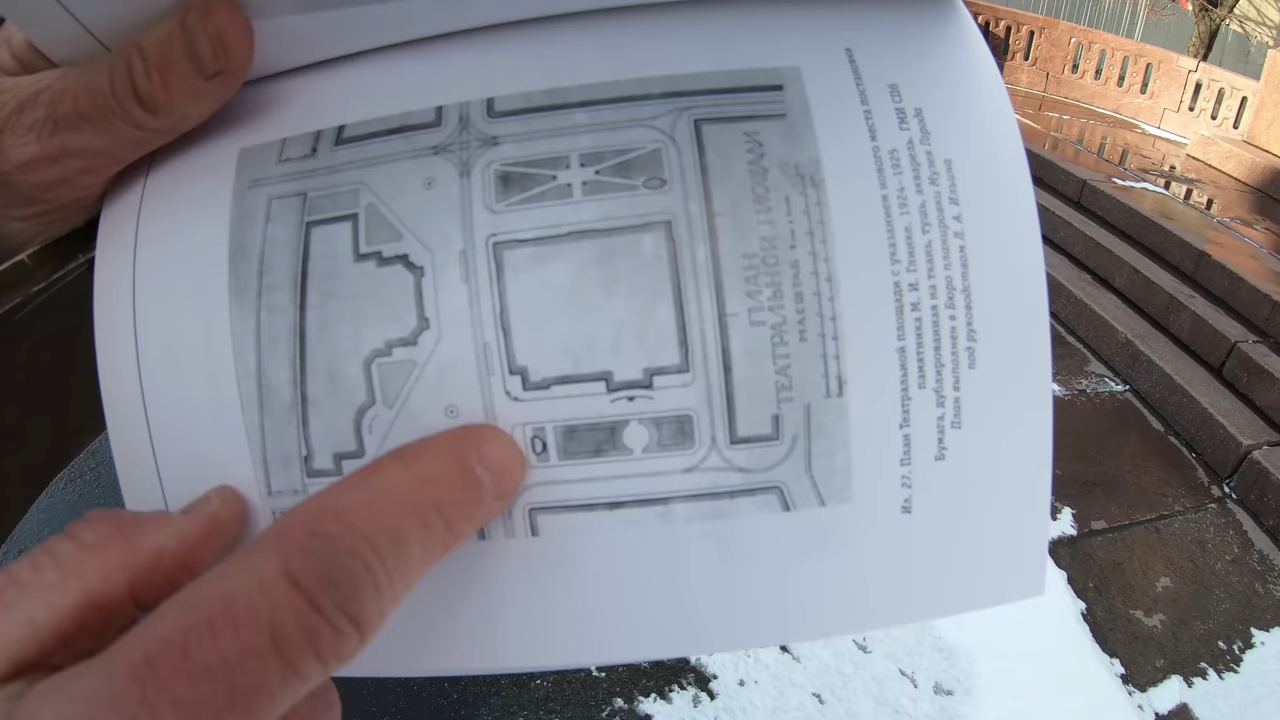 ПЛАН
ТЕАТРАЛЬНОЙ ПЛОЩАДИ
МАСШТАБ
Ил. 27. План Театральной площади с указанием нового места постановки
памятника М. И. Глинке. 1924–1925
Бумага, дублированная на ткань, тушь, акварель. ГМИ СПб
План выполнен в Бюро планировки Музея Города
под руководством Л. А. Ильина